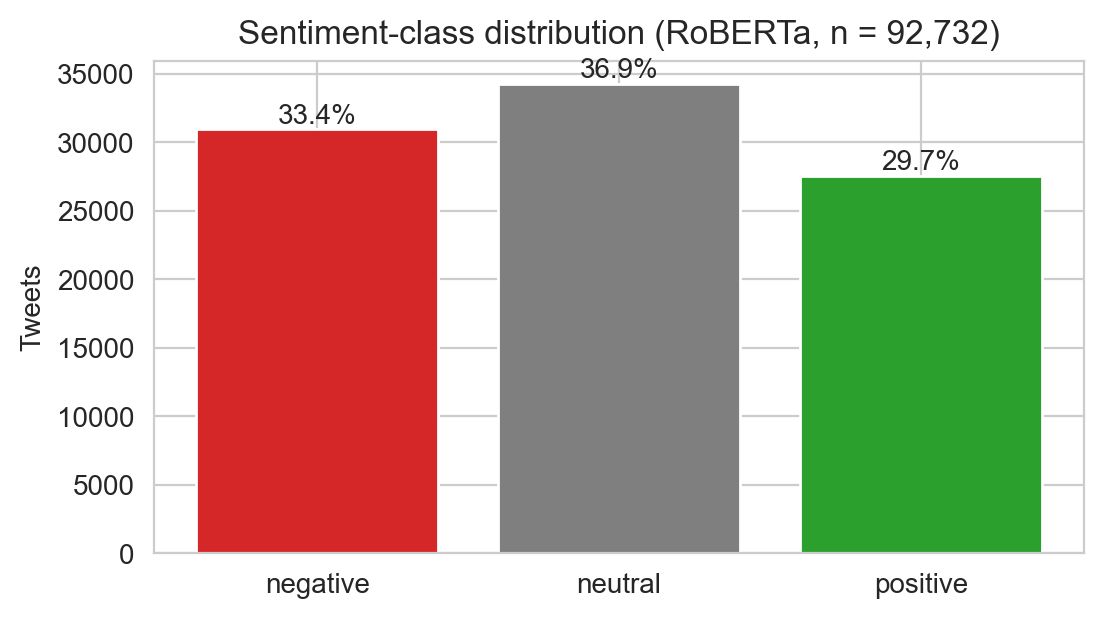 Sentiment-class distribution (RoBERTa, n = 92,732)
35000
30000
25000
20000
15000
10000
5000
0
Tweets
33.4%
36.9%
29.7%
negative
neutral
positive